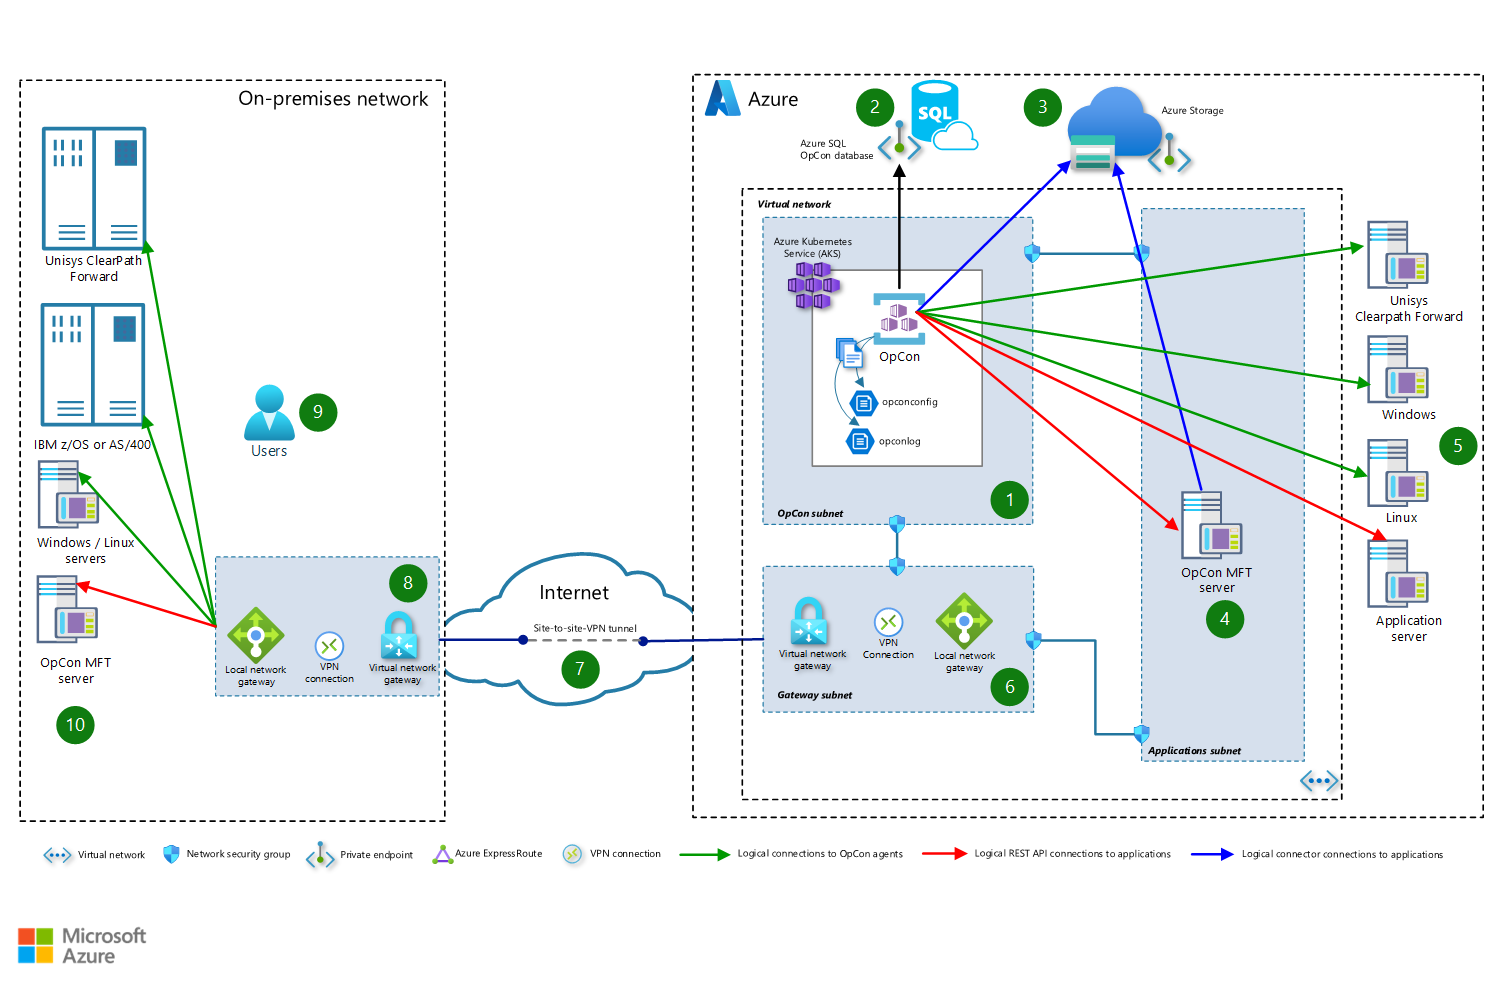 On-premises network
Unisys ClearPath
Forward
IBM z/OS or AS/400
Windows / Linux
servers
OpCon MFT
server
10
Users
9
8
Local network
gateway
VPN
connection
Virtual network
gateway
Internet
Site-to-site-VPN tunnel
7
Azure
2
SQL
Azure SQL
OpCon database
3
Azure Storage
Virtual network
Azure Kubernetes
Service (AKS)
OpCon
opconconfig
opconlog
1
OpCon subnet
Virtual network
gateway
VPN
Connection
Local network
gateway
6
Gateway subnet
OpCon MFT
server
4
Applications subnet
Unisys
Clearpath Forward
Windows
5
Linux
Application
server
Virtual network
Network security group
Private endpoint
Azure ExpressRoute
VPN connection
Logical connections to OpCon agents
Logical REST API connections to applications
Logical connector connections to applications
Microsoft
Azure